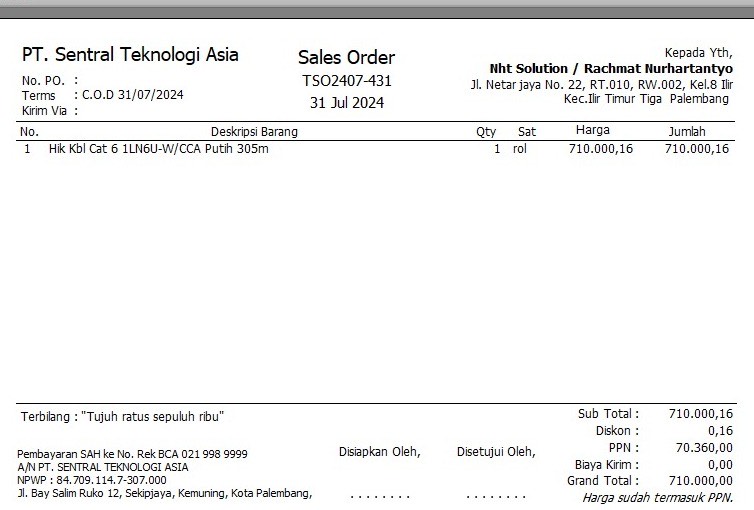 PT. Sentral Teknologi Asia
No. PO. :
Terms : C.O.D 31/07/2024
Kirim Via :
Sales Order
TSO2407-431
31 Jul 2024
Kepada Yth,
Nht Solution / Rachmat Nurhartantyo
Jl. Netar jaya No. 22, RT.010, RW.002, Kel.8 Ilir
Kec.Ilir Timur Tiga Palembang
No. Deskripsi Barang Qty Sat Harga Jumlah
1 Hik Kbl Cat 6 1LN6U-W/CCA Putih 305m 1 rol 710.000,16 710.000,16
Terbilang : "Tujuh ratus sepuluh ribu"
Sub Total : 710.000,16
Diskon : 0,16
PPN : 70.360,00
Biaya Kirim : 0,00
Grand Total : 710.000,00
Harga sudah termasuk PPN.
Pembayaran SAH ke No. Rek BCA 021 998 9999
A/N PT. SENTRAL TEKNOLOGI ASIA
NPWP : 84.709.114.7-307.000
Jl. Bay Salim Ruko 12, Sekipjaya, Kemuning, Kota Palembang,
Disiapkan Oleh,
. . . . . . . .
Disetujui Oleh,
. . . . . . . .